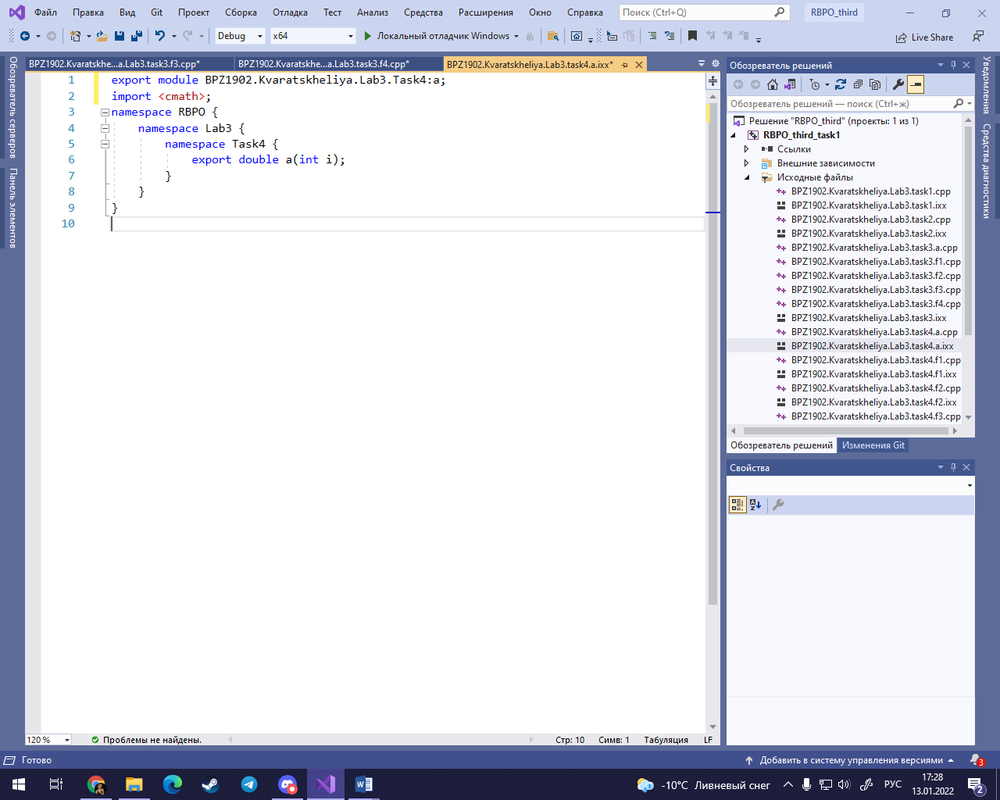 Файл Правка Вид Git Проект Сборка Отладка Тест Анализ Средства Расширения Окно Справка Поиск (Ctrl+Q) RBPO_third
Debug x64 Локальный отладчик Windows Live Share
Обозреватель серверов
Панель элементов
BPZ1902.Kvaratskhe...a.Lab3.task3.f3.cpp* BPZ1902.Kvaratskhe...a.Lab3.task3.f4.cpp* BPZ1902.Kvaratskheliya.Lab3.task4.a.ixx*
1 export module BPZ1902.Kvaratskheliya.Lab3.Task4:a;
2 import <cmath>;
3 namespace RBPO {
4 namespace Lab3 {
5 namespace Task4 {
6 export double a(int i);
7 }
8 }
9 }
10
120 % Проблемы не найдены. Стр: 10 Симв: 1 Табуляция LF
Обозреватель решений
Обозреватель решений — поиск (Ctrl+ж)
Решение "RBPO_third" (проекты: 1 из 1)
RBPO_third_task1
Ссылки
Внешние зависимости
Исходные файлы
BPZ1902.Kvaratskheliya.Lab3.task1.cpp
BPZ1902.Kvaratskheliya.Lab3.task1.ixx
BPZ1902.Kvaratskheliya.Lab3.task2.cpp
BPZ1902.Kvaratskheliya.Lab3.task2.ixx
BPZ1902.Kvaratskheliya.Lab3.task3.a.cpp
BPZ1902.Kvaratskheliya.Lab3.task3.f1.cpp
BPZ1902.Kvaratskheliya.Lab3.task3.f2.cpp
BPZ1902.Kvaratskheliya.Lab3.task3.f3.cpp
BPZ1902.Kvaratskheliya.Lab3.task3.f4.cpp
BPZ1902.Kvaratskheliya.Lab3.task3.ixx
BPZ1902.Kvaratskheliya.Lab3.task4.a.cpp
BPZ1902.Kvaratskheliya.Lab3.task4.a.ixx
BPZ1902.Kvaratskheliya.Lab3.task4.f1.cpp
BPZ1902.Kvaratskheliya.Lab3.task4.f1.ixx
BPZ1902.Kvaratskheliya.Lab3.task4.f2.cpp
BPZ1902.Kvaratskheliya.Lab3.task4.f2.ixx
BPZ1902.Kvaratskheliya.Lab3.task4.f3.cpp
Обозреватель решений Изменения Git
Свойства
Уведомления
Средства диагностики
Готово Добавить в систему управления версиями 3
-10°C Ливневый снег РУС 17:28
13.01.2022 2